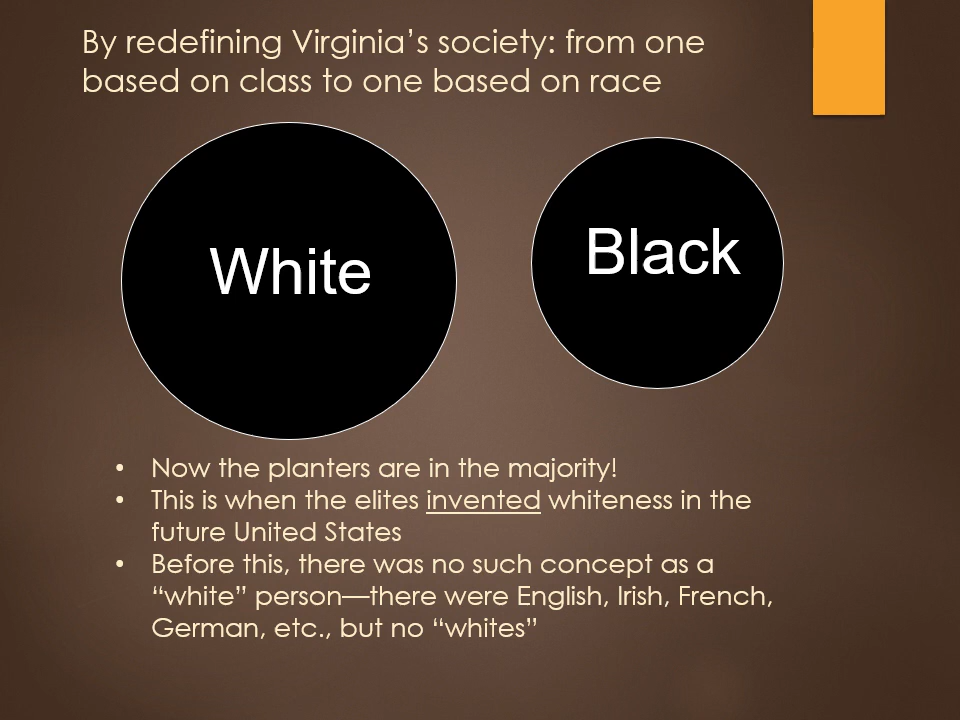 By redefining Virginia’s society: from one
based on class to one based on race
White
Black
• Now the planters are in the majority!
• This is when the elites invented whiteness in the
future United States
• Before this, there was no such concept as a
“white” person—there were English, Irish, French,
German, etc., but no “whites”